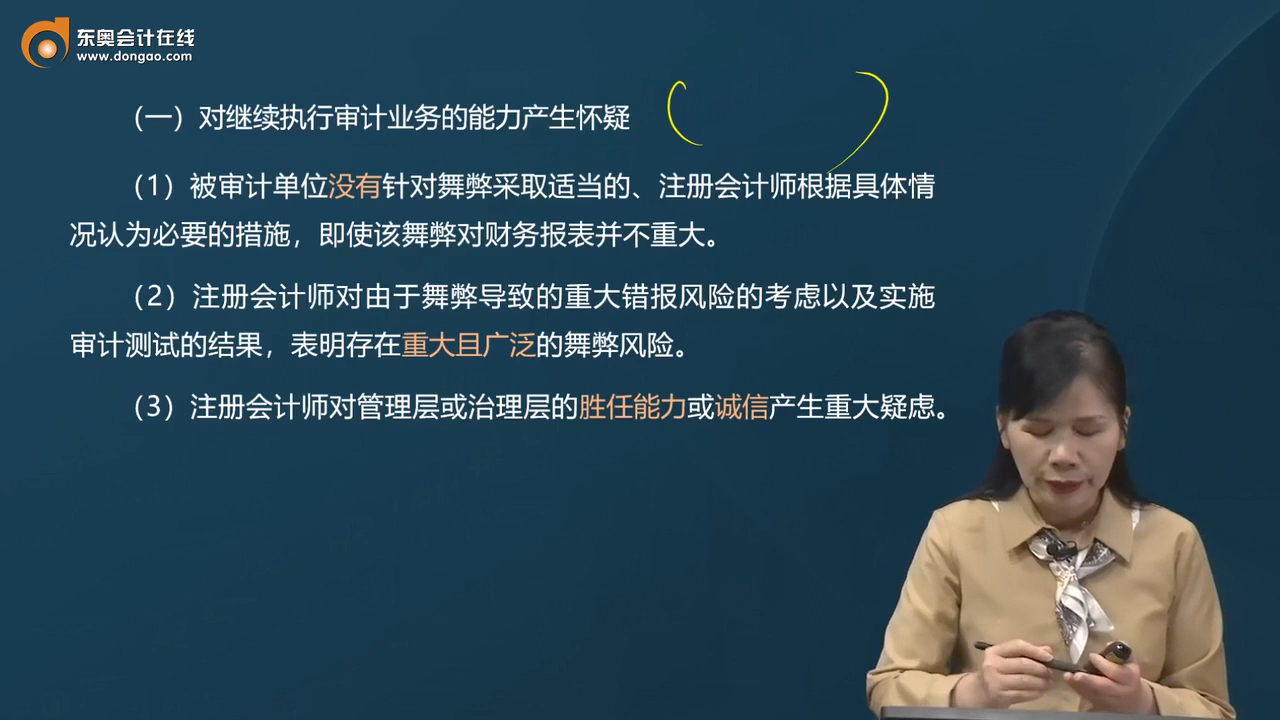 东奥会计在线
www.dongao.com
（一）对继续执行审计业务的能力产生怀疑
（1）被审计单位没有针对舞弊采取适当的、注册会计师根据具体情
况认为必要的措施，即使该舞弊对财务报表并不重大。
（2）注册会计师对由于舞弊导致的重大错报风险的考虑以及实施
审计测试的结果，表明存在重大且广泛的舞弊风险。
（3）注册会计师对管理层或治理层的胜任能力或诚信产生重大疑虑。